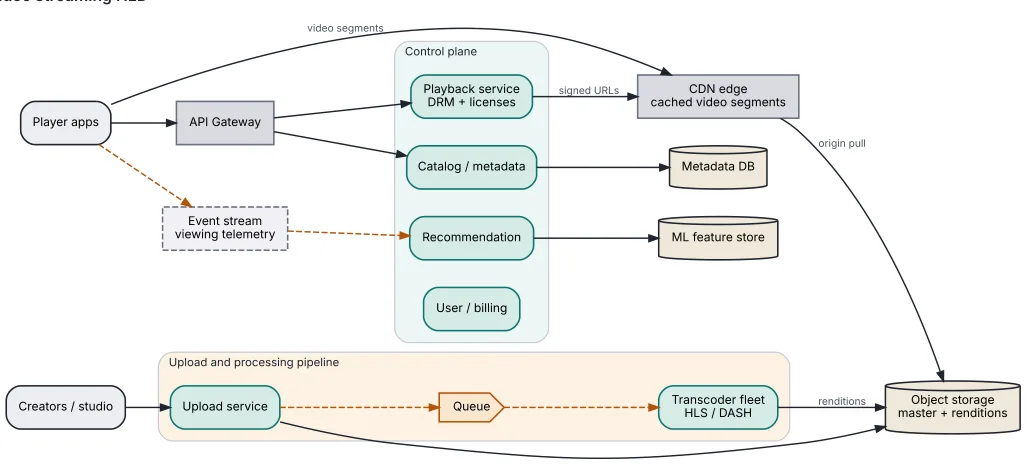 video segments
Control plane
Player apps
API Gateway
Playback service
DRM + licenses
signed URLs
CDN edge
cached video segments
origin pull
Catalog / metadata
Metadata DB
Event stream
viewing telemetry
Recommendation
ML feature store
User / billing
Upload and processing pipeline
Creators / studio
Upload service
Queue
Transcoder fleet
HLS / DASH
renditions
Object storage
master + renditions